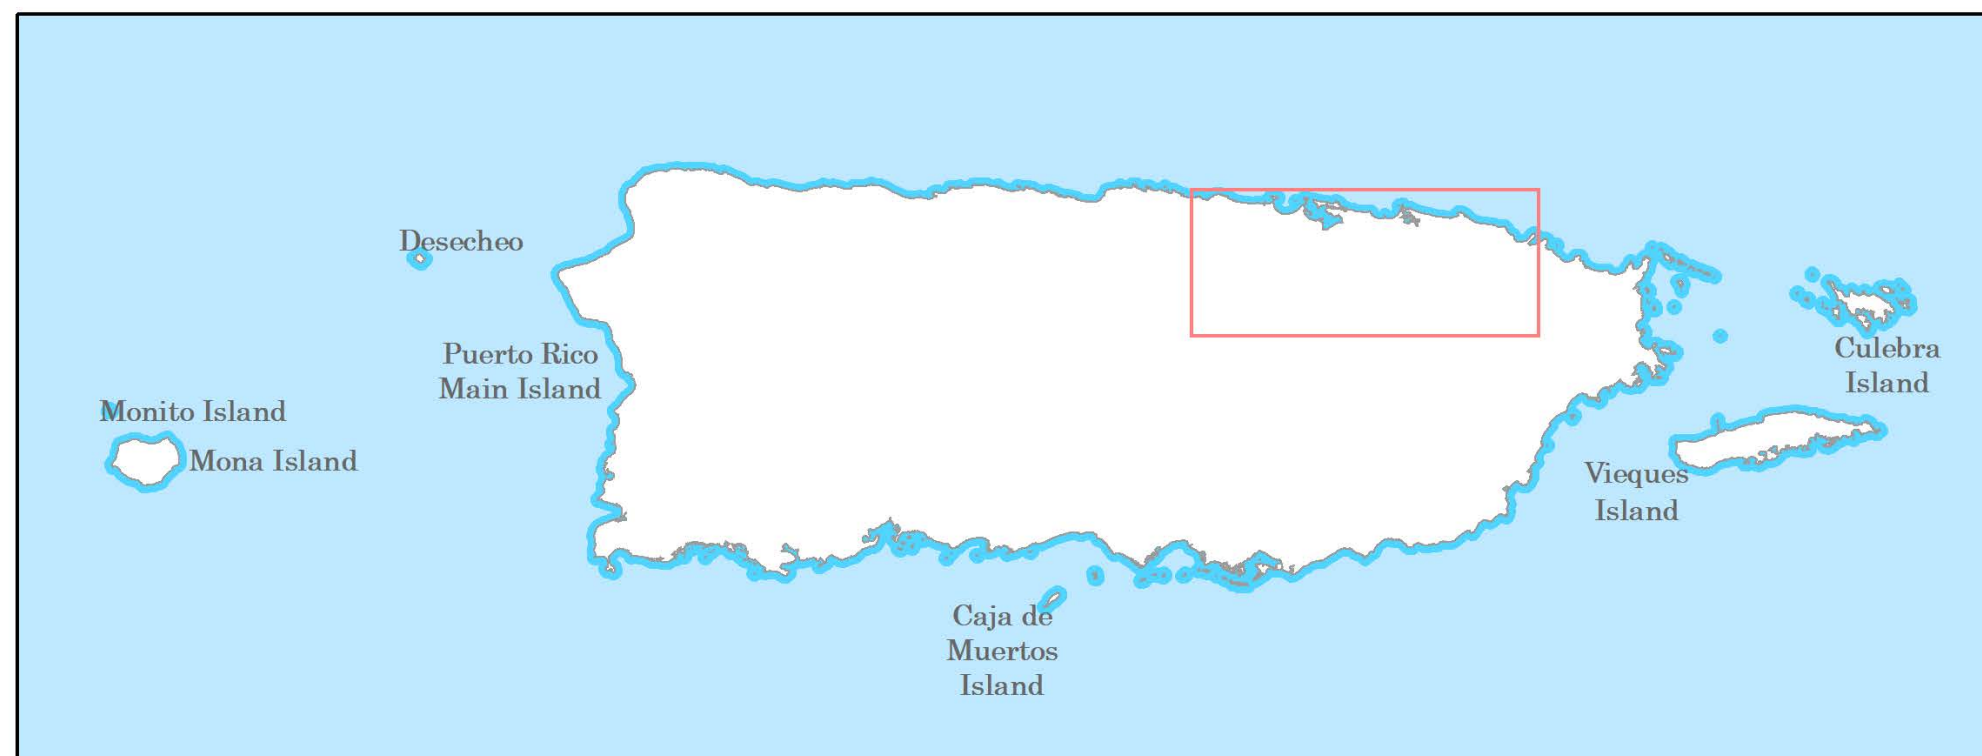 Desecheo
Puerto Rico
Main Island
Culebra
Island
Monito Island
Mona Island
Vieques
Island
Caja de
Muertos
Island